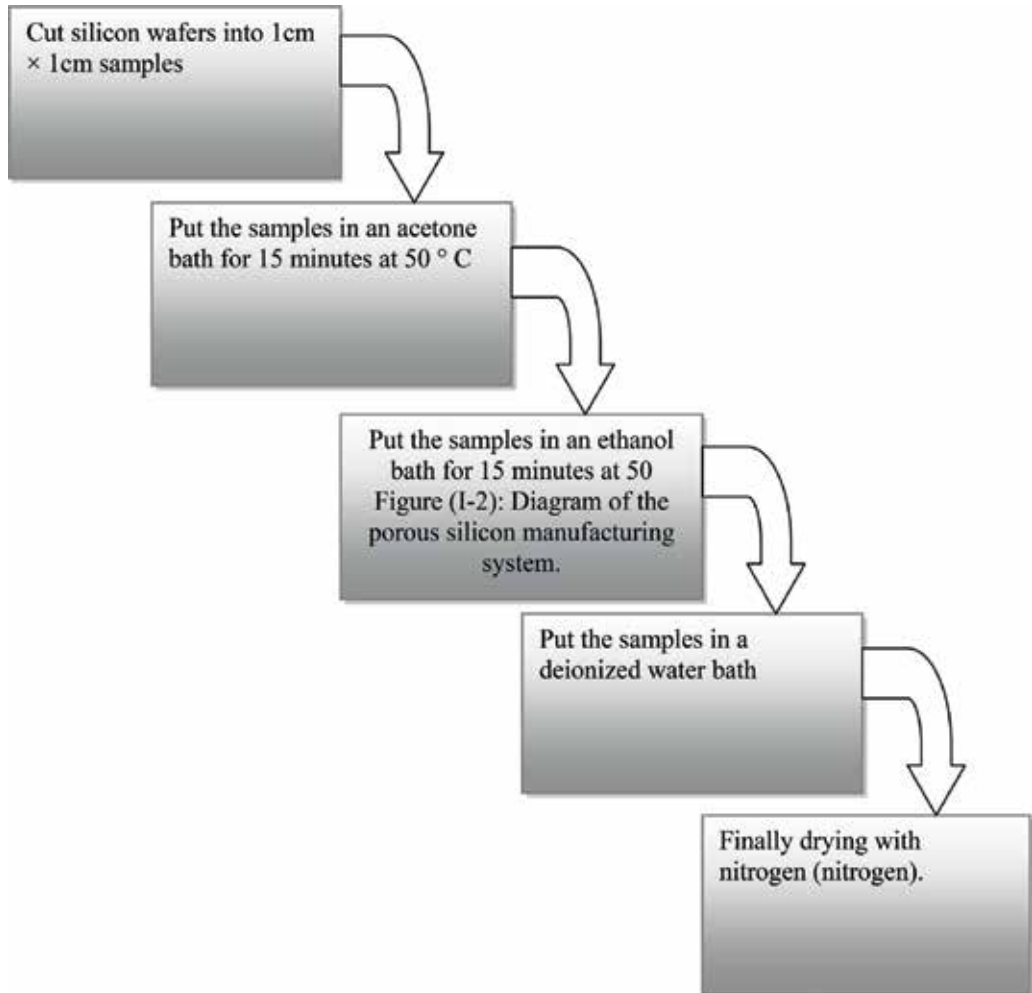 Cut silicon wafers into 1cm
× 1cm samples
Put the samples in an acetone
bath for 15 minutes at 50 ° C
Put the samples in an ethanol
bath for 15 minutes at 50
Figure (I-2): Diagram of the
porous silicon manufacturing
system.
Put the samples in a
deionized water bath
Finally drying with
nitrogen (nitrogen).